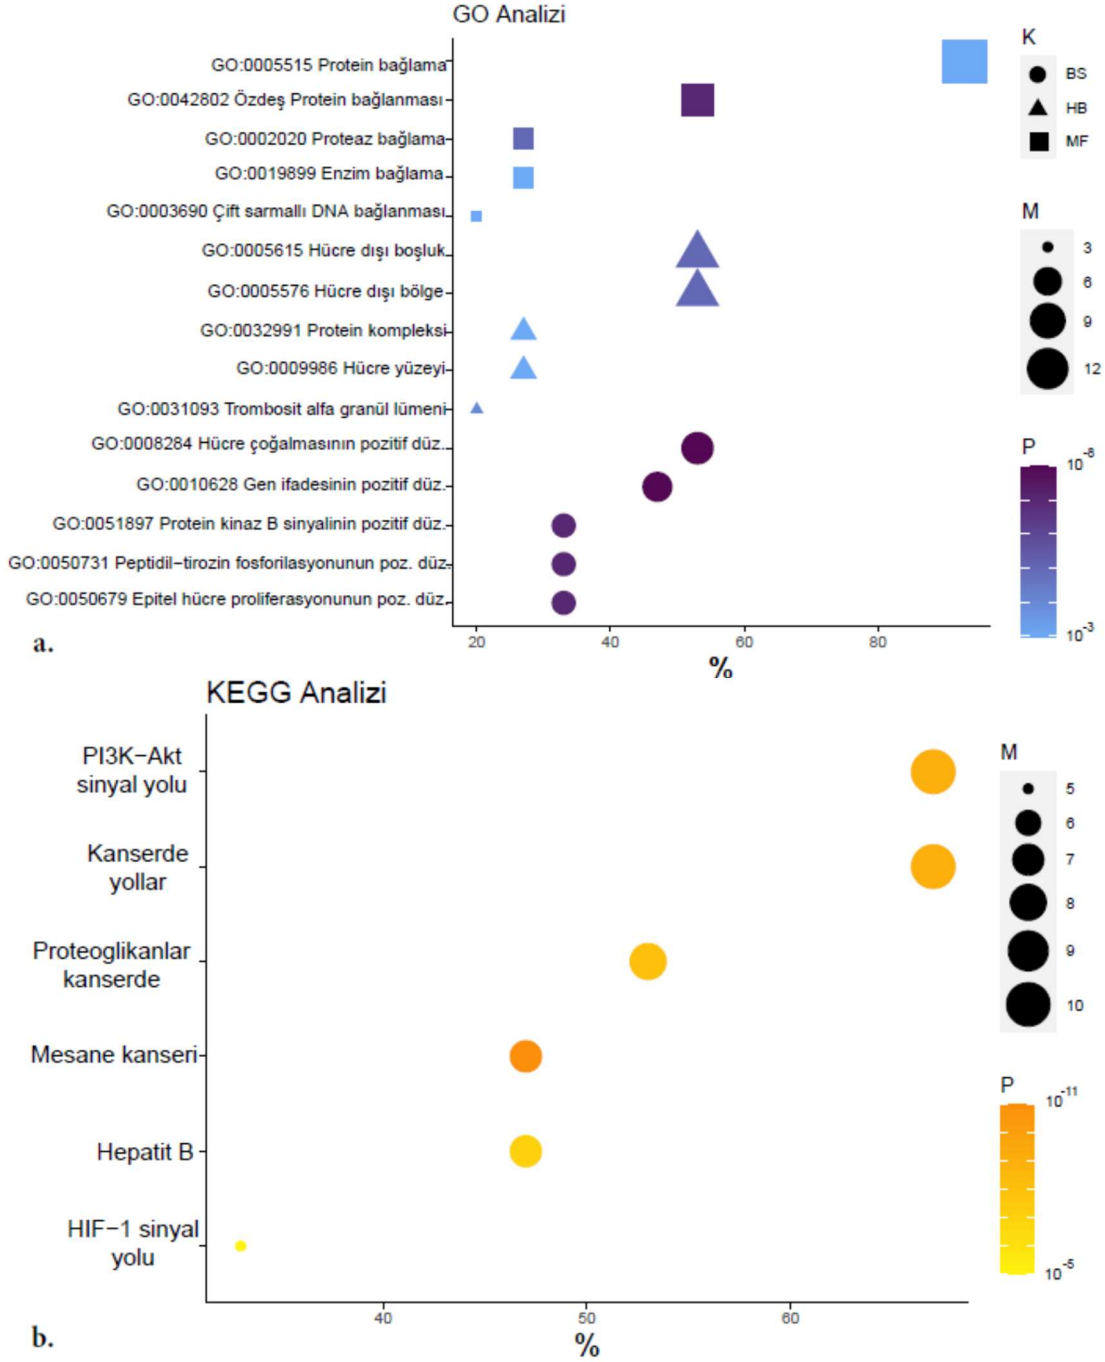 GO Analizi
GO:0005515 Protein bağlama
GO:0042802 Özdeş Protein bağlanması
GO:0002020 Proteaz bağlama
GO:0019899 Enzim bağlama
GO:0003690 Çift sarmallı DNA bağlanması
GO:0005615 Hücre dışı boşluk
GO:0005576 Hücre dışı bölge
GO:0032991 Protein kompleksi
GO:0009986 Hücre yüzeyi
GO:0031093 Trombosit alfa granül lümeni
GO:0008284 Hücre çoğalmasının pozitif düz.
GO:0010628 Gen ifadesinin pozitif düz.
GO:0051897 Protein kinaz B sinyalinin pozitif düz.
GO:0050731 Peptidil−tirozin fosforilasyonunun poz. düz.
GO:0050679 Epitel hücre proliferasyonunun poz. düz.
20 40 60 80
%
a.
K
BS
HB
MF
M
3
6
9
12
P
10-8
10-3
KEGG Analizi
PI3K−Akt
sinyal yolu
Kanserde
yollar
Proteoglikanlar
kanserde
Mesane kanseri
Hepatit B
HIF−1 sinyal
yolu
40 50 60
%
b.
M
5
6
7
8
9
10
P
10-11
10-5